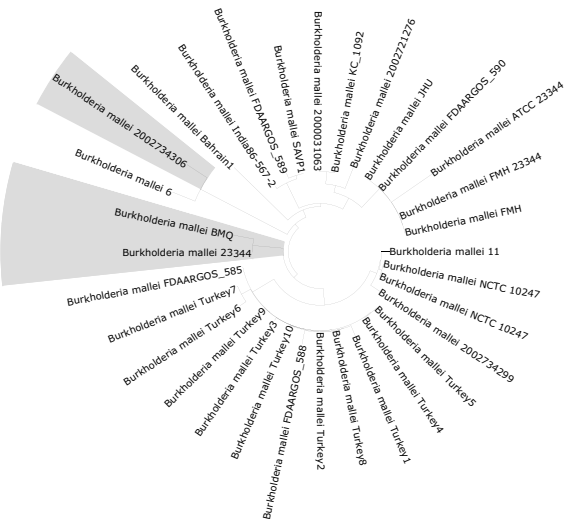 Burkholderia mallei 11
Burkholderia mallei FMH
Burkholderia mallei FMH 23344
Burkholderia mallei ATCC 23344
Burkholderia mallei FDAARGOS_590
Burkholderia mallei JHU
Burkholderia mallei 2002721276
Burkholderia mallei KC_1092
Burkholderia mallei 2000031063
Burkholderia mallei SAVP1
Burkholderia mallei FDAARGOS_589
Burkholderia mallei India86-567-2
Burkholderia mallei Bahrain1
Burkholderia mallei 2002734306
Burkholderia mallei 6
Burkholderia mallei BMQ
Burkholderia mallei 23344
Burkholderia mallei FDAARGOS_585
Burkholderia mallei Turkey7
Burkholderia mallei Turkey6
Burkholderia mallei Turkey9
Burkholderia mallei Turkey3
Burkholderia mallei Turkey10
Burkholderia mallei FDAARGOS_588
Burkholderia mallei Turkey2
Burkholderia mallei Turkey8
Burkholderia mallei Turkey1
Burkholderia mallei Turkey4
Burkholderia mallei Turkey5
Burkholderia mallei 2002734299
Burkholderia mallei NCTC 10247
Burkholderia mallei NCTC 10247